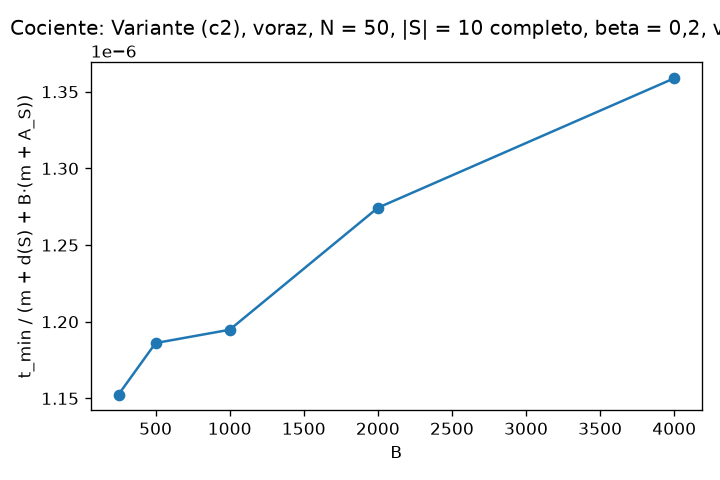 Cociente: Variante (c2), voraz, N = 50, |S| = 10 completo, beta = 0,2, v
1e−6
1.35
1.30
1.25
1.20
1.15
t_min / (m + d(S) + B·(m + A_S))
500 1000 1500 2000 2500 3000 3500 4000
B